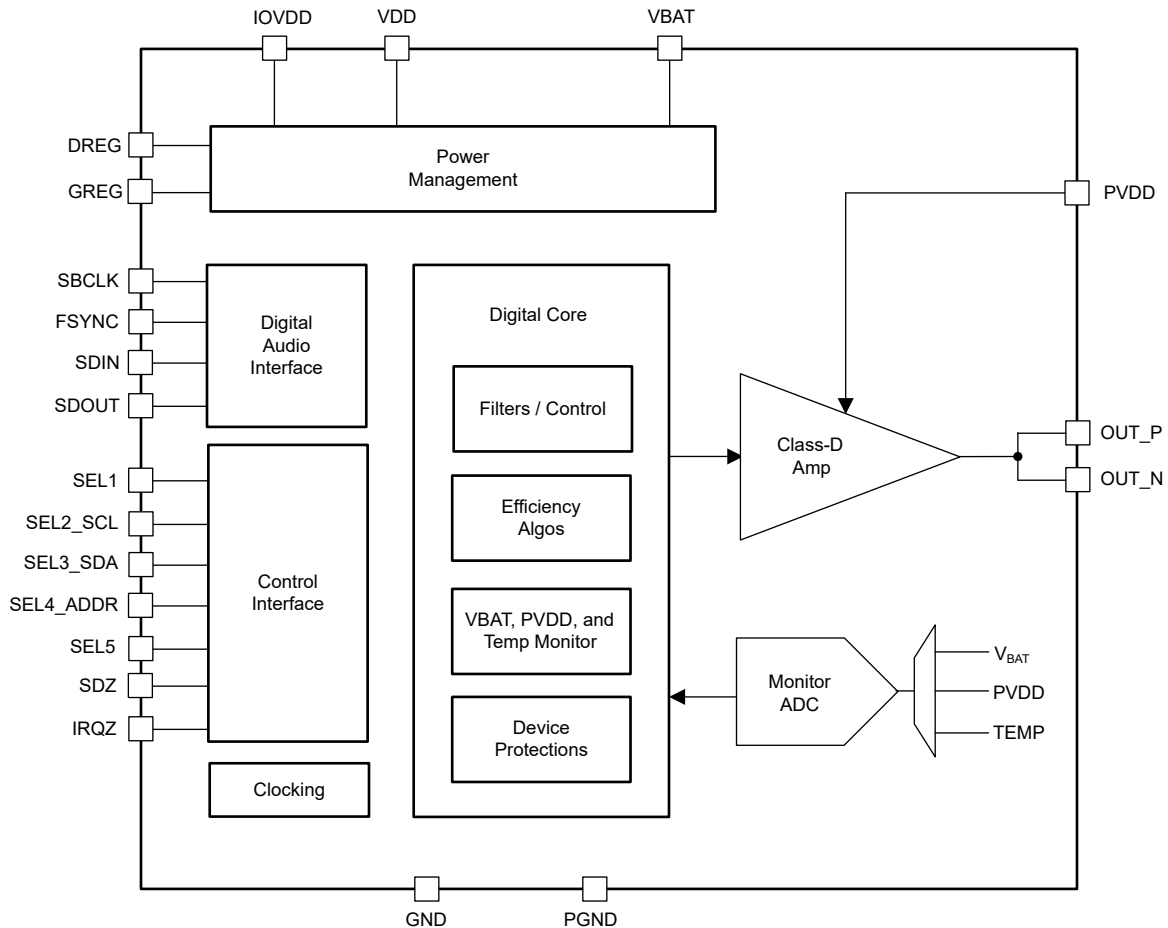 IOVDD
VDD
VBAT
DREG
GREG
Power
Management
PVDD
SBCLK
FSYNC
SDIN
SDOUT
Digital
Audio
Interface
Digital Core
Filters / Control
Efficiency
Algos
VBAT, PVDD, and
Temp Monitor
Device
Protections
Class-D
Amp
OUT_P
OUT_N
SEL1
SEL2_SCL
SEL3_SDA
SEL4_ADDR
SEL5
SDZ
IRQZ
Control
Interface
Clocking
Monitor
ADC
VBAT
PVDD
TEMP
GND
PGND